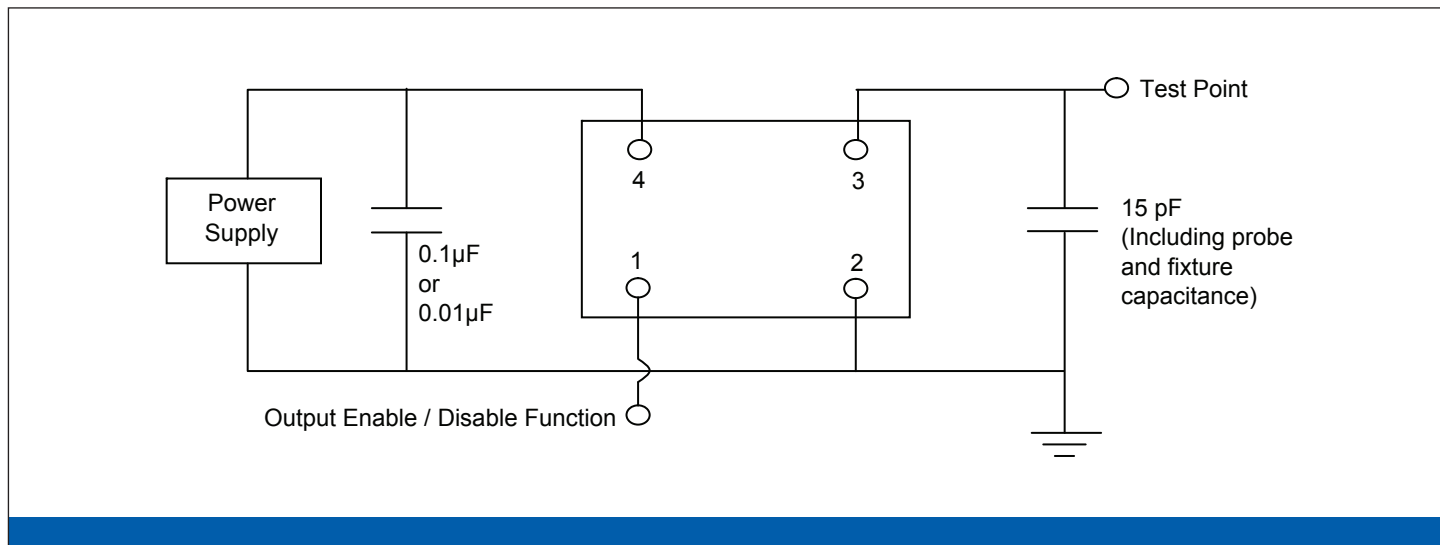 Test Point
4
3
Power
Supply
15 pF
(Including probe
and fixture
capacitance)
0.1µF
or
0.01µF
1
2
Output Enable / Disable Function